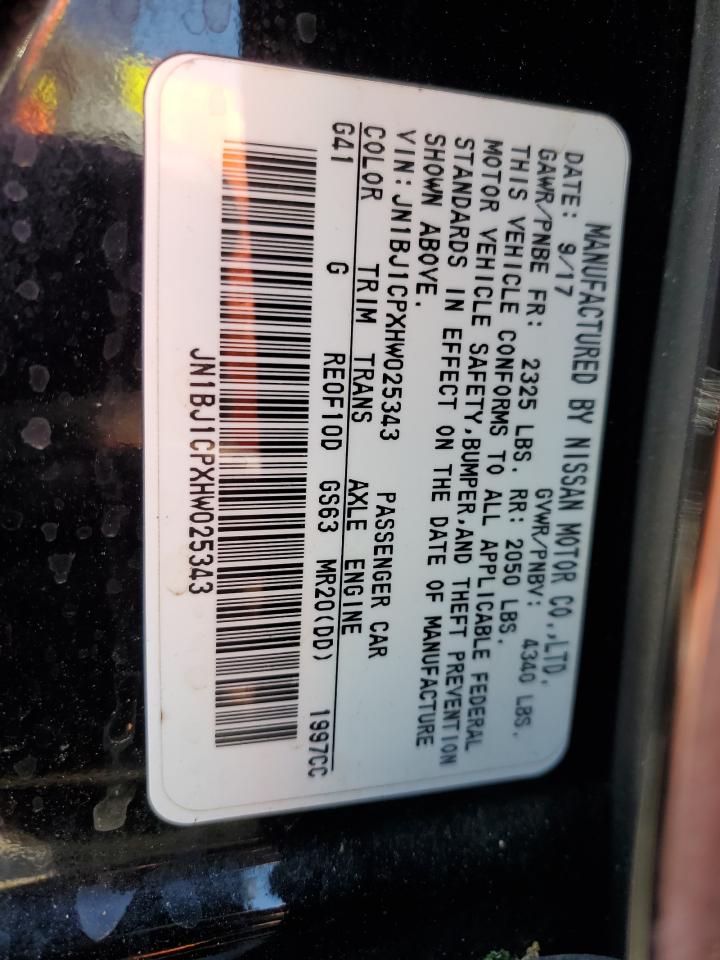 MANUFACTURED BY NISSAN MOTOR CO.,LTD.
DATE: 9/17 GVWR/PNBV: 4340 LBS.
GAWR/PNBE FR: 2325 LBS. RR: 2050 LBS.
THIS VEHICLE CONFORMS TO ALL APPLICABLE FEDERAL
MOTOR VEHICLE SAFETY,BUMPER,AND THEFT PREVENTION
STANDARDS IN EFFECT ON THE DATE OF MANUFACTURE
SHOWN ABOVE.
VIN: JN1BJ1CPXHW025343 PASSENGER CAR
COLOR TRIM TRANS AXLE ENGINE
G41 G RE0F10D GS63 MR20(DD) 1997CC
JN1BJ1CPXHW025343